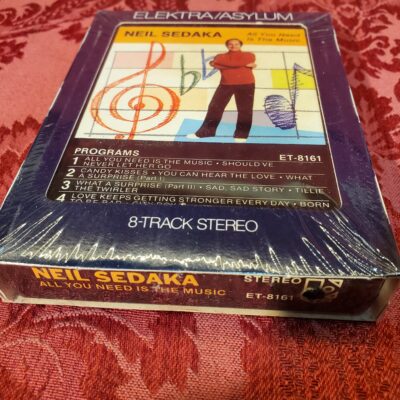 ELEKTRA/ASYLUM
NEIL SEDAKA
All You Need
Is The Music
PROGRAMS
ET-8161
1 ALL YOU NEED IS THE MUSIC • SHOULD'VE
NEVER LET HER GO
2 CANDY KISSES • YOU CAN HEAR THE LOVE • WHAT
A SURPRISE (Part I)
3 WHAT A SURPRISE (Part II) • SAD, SAD STORY • TILLIE
THE TWIRLER
4 LOVE KEEPS GETTING STRONGER EVERY DAY • BORN
TO BE BAD
8-TRACK STEREO
NEIL SEDAKA
ALL YOU NEED IS THE MUSIC
STEREO
ET-8161